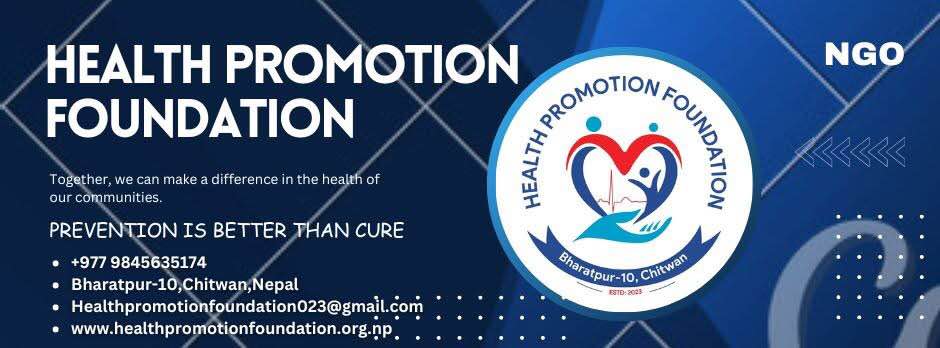 HEALTH PROMOTION
FOUNDATION
Together, we can make a difference in the health of
our communities.
PREVENTION IS BETTER THAN CURE
+977 9845635174
Bharatpur-10,Chitwan,Nepal
Healthpromotionfoundation023@gmail.com
www.healthpromotionfoundation.org.np
HEALTH PROMOTION FOUNDATION
Bharatpur-10, Chitwan
ESTD: 2023
NGO